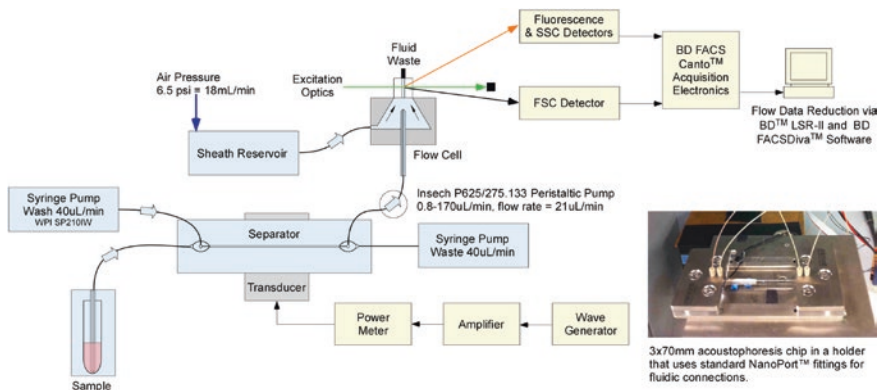 Air Pressure
6.5 psi = 18mL/min
Sheath Reservoir
Fluid
Waste
Excitation
Optics
Flow Cell
Fluorescence
& SSC Detectors
FSC Detector
BD FACS
Canto™
Acquisition
Electronics
Flow Data Reduction via
BD™ LSR-II and BD
FACSDiva™ Software
Insech P625/275.133 Peristaltic Pump
0.8-170uL/min, flow rate = 21uL/min
Syringe Pump
Wash 40uL/min
WPI SP210IW
Separator
Syringe Pump
Waste 40uL/min
Transducer
Power
Meter
Amplifier
Wave
Generator
Sample
3x70mm acoustophoresis chip in a holder
that uses standard NanoPort™ fittings for
fluidic connections.